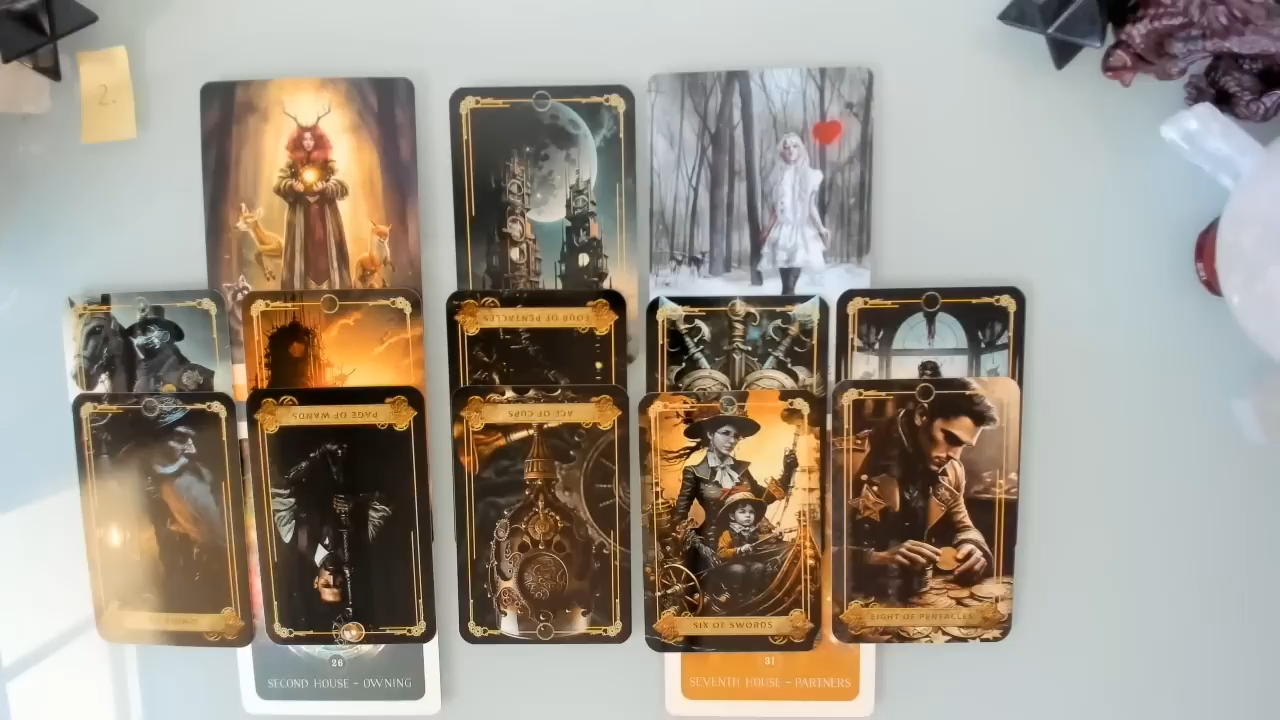 2.
FOUR OF PENTACLES
PAGE OF WANDS
ACE OF CUPS
SIX OF SWORDS
EIGHT OF PENTACLES
26
SECOND HOUSE - OWNING
31
SEVENTH HOUSE - PARTNERS